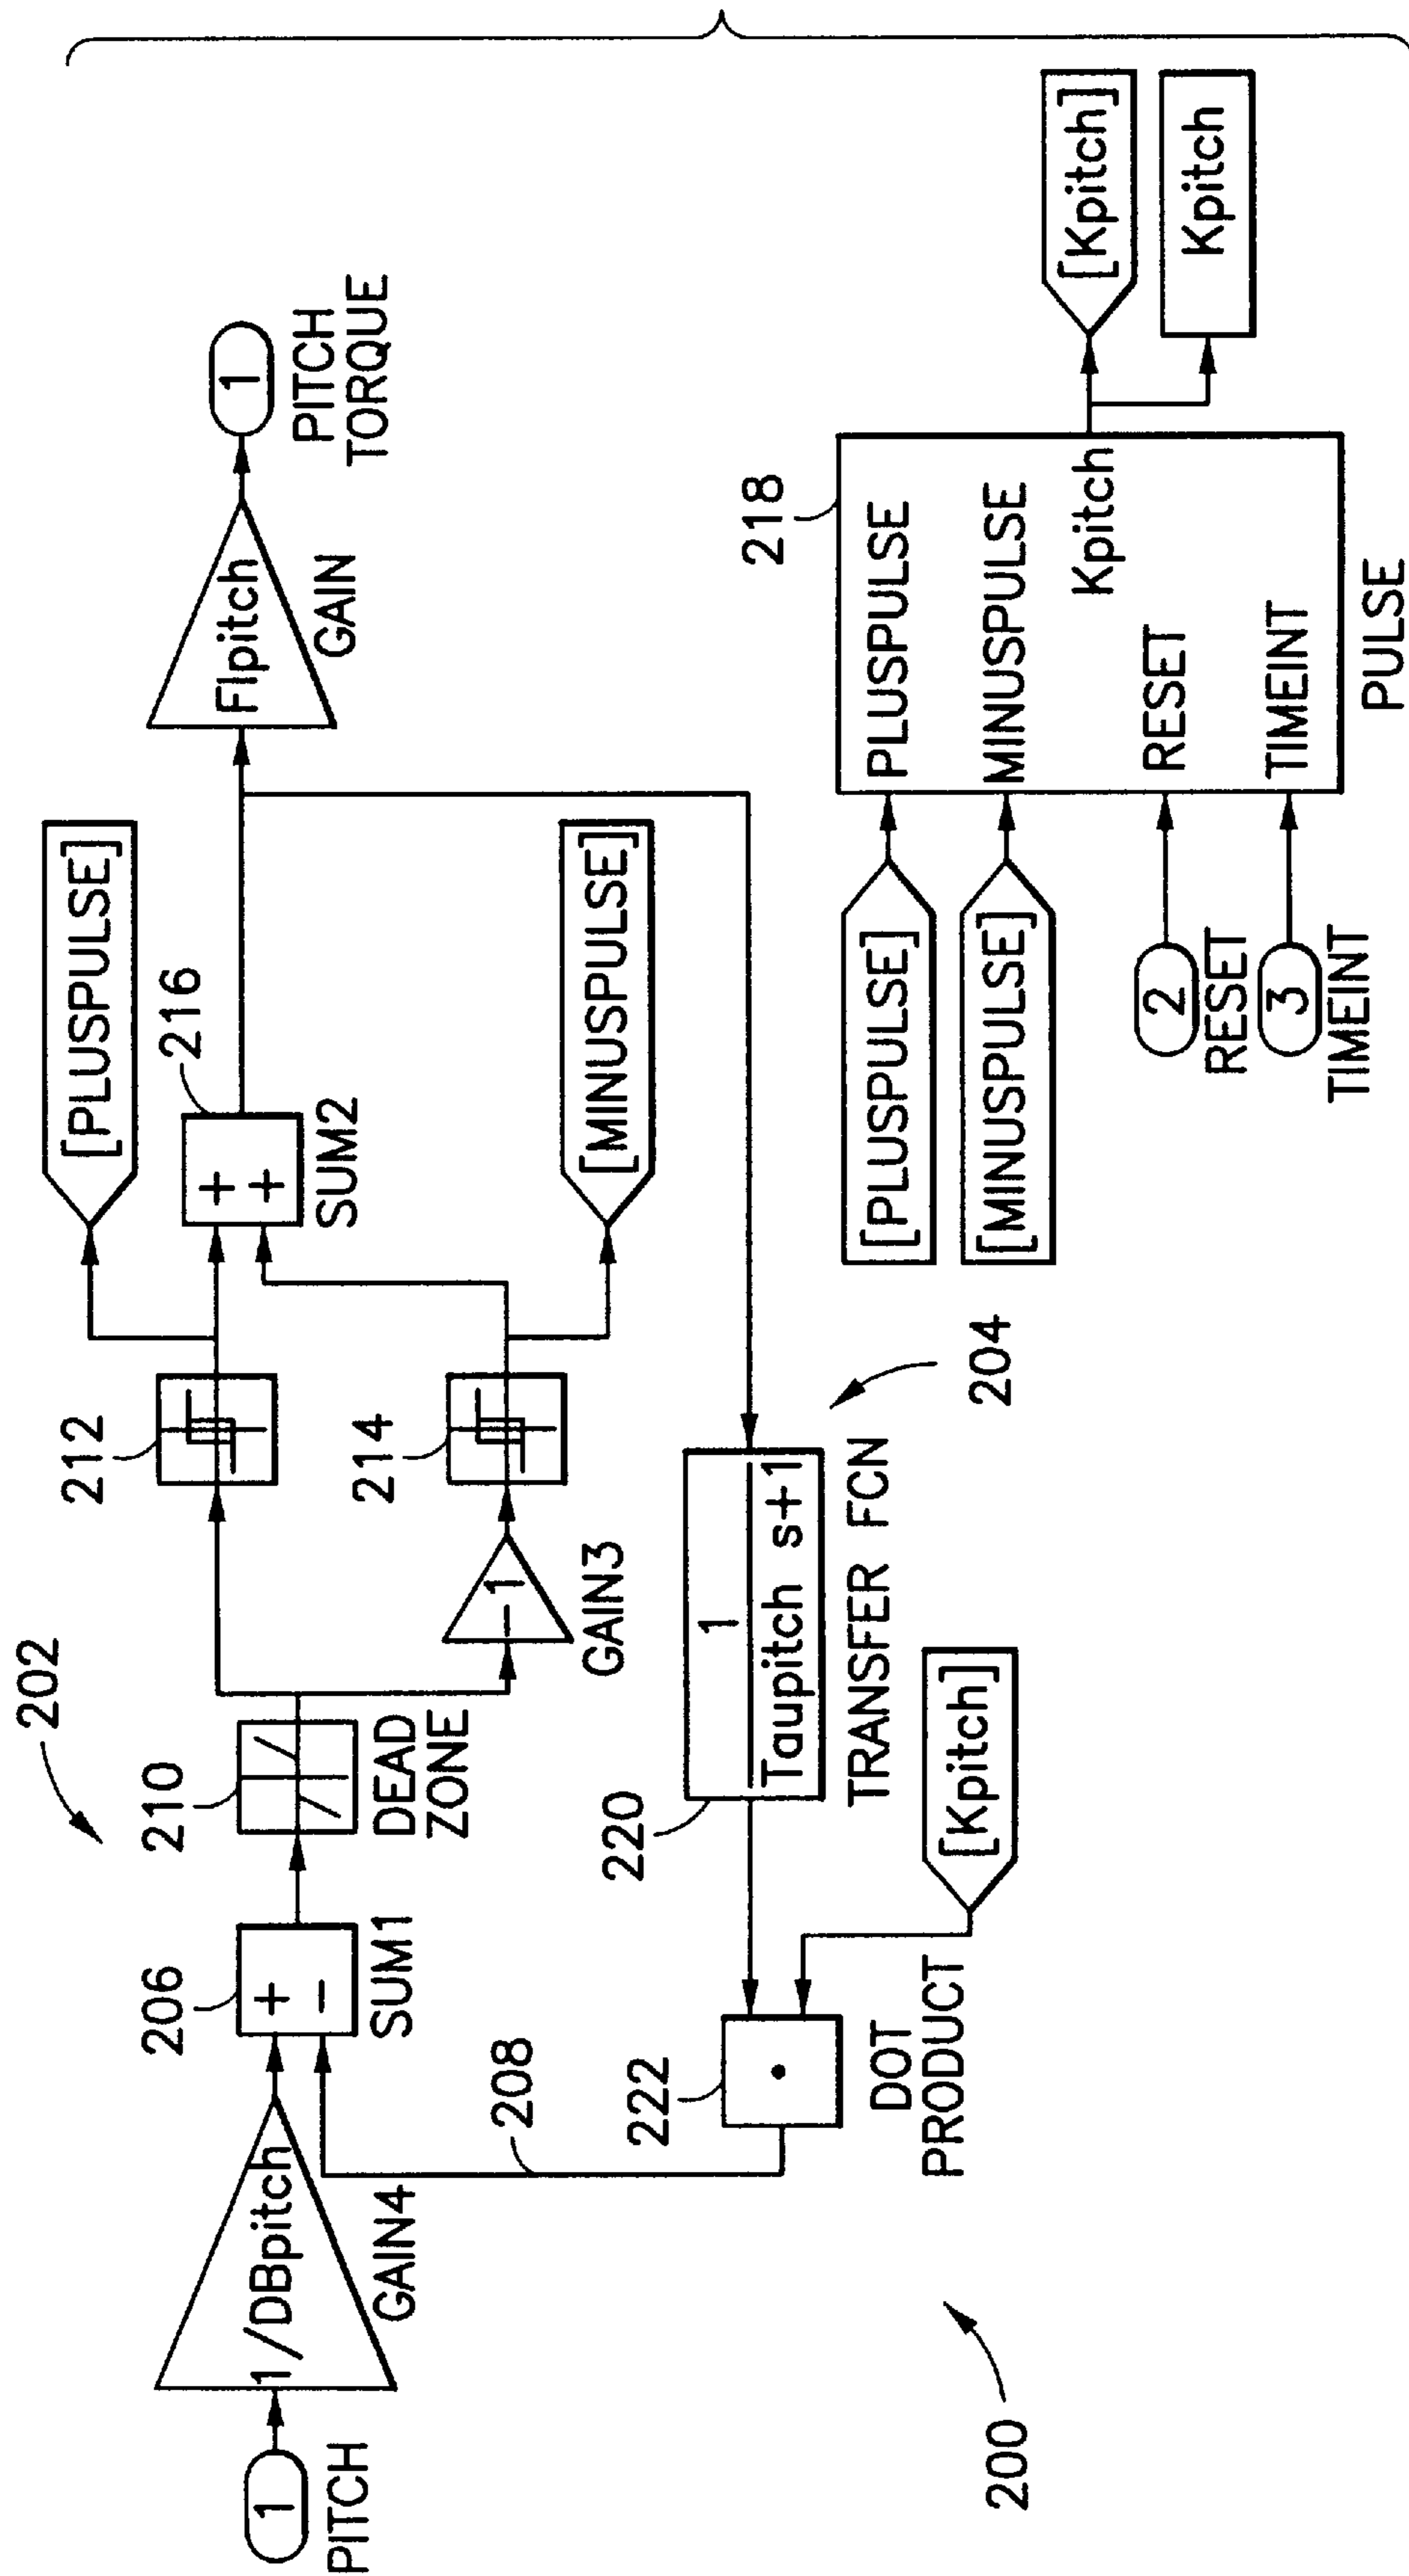 202
[PLUSPULSE]
212
216
206
210
1
PITCH
1/DBpitch
GAIN4
+
−
SUM1
DEAD
ZONE
-1
GAIN3
214
+
+
SUM2
[MINUSPULSE]
FIpitch
GAIN
1
PITCH
TORQUE
208
222
DOT
PRODUCT
220
1
Taupitch s+1
TRANSFER FCN
[Kpitch]
204
200
[PLUSPULSE]
[MINUSPULSE]
2
RESET
3
TIMEINT
218
PLUSPULSE
MINUSPULSE
Kpitch
RESET
TIMEINT
PULSE
[Kpitch]
Kpitch